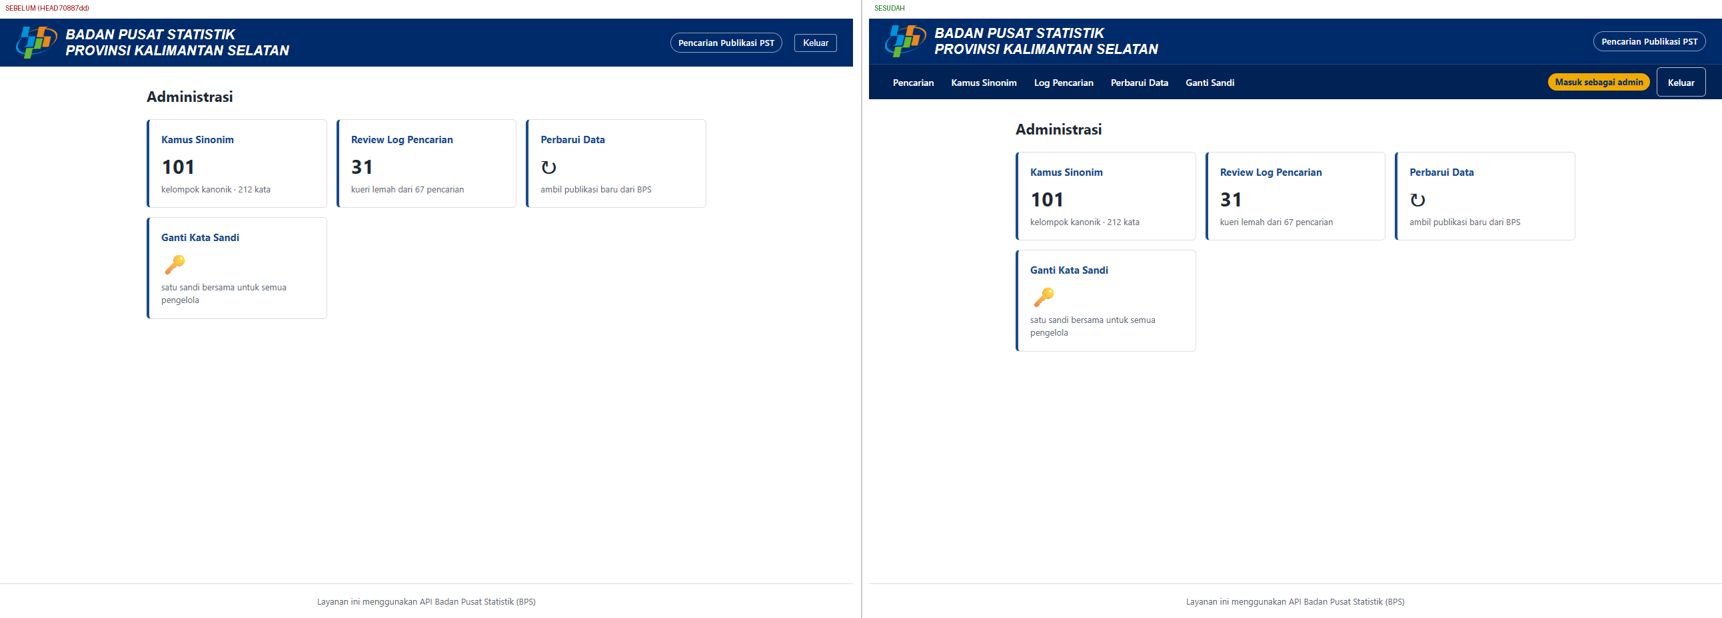 SEBELUM (HEAD 70887dd)
BADAN PUSAT STATISTIK
PROVINSI KALIMANTAN SELATAN
Pencarian Publikasi PST
Keluar
Administrasi
Kamus Sinonim
101
kelompok kanonik · 212 kata
Review Log Pencarian
31
kueri lemah dari 67 pencarian
Perbarui Data
↻
ambil publikasi baru dari BPS
Ganti Kata Sandi
satu sandi bersama untuk semua
pengelola
Layanan ini menggunakan API Badan Pusat Statistik (BPS)
SESUDAH
BADAN PUSAT STATISTIK
PROVINSI KALIMANTAN SELATAN
Pencarian Publikasi PST
Pencarian
Kamus Sinonim
Log Pencarian
Perbarui Data
Ganti Sandi
Masuk sebagai admin
Keluar
Administrasi
Kamus Sinonim
101
kelompok kanonik · 212 kata
Review Log Pencarian
31
kueri lemah dari 67 pencarian
Perbarui Data
↻
ambil publikasi baru dari BPS
Ganti Kata Sandi
satu sandi bersama untuk semua
pengelola
Layanan ini menggunakan API Badan Pusat Statistik (BPS)